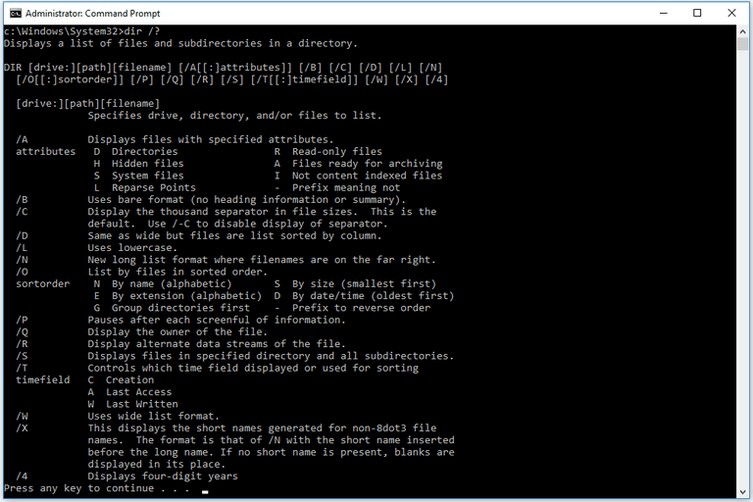 Administrator: Command Prompt
c:\Windows\System32>dir /?
Displays a list of files and subdirectories in a directory.

DIR [drive:][path][filename] [/A[[:]attributes]] [/B] [/C] [/D] [/L] [/N]
  [/O[[:]sortorder]] [/P] [/Q] [/R] [/S] [/T[[:]timefield]] [/W] [/X] [/4]

  [drive:][path][filename]
              Specifies drive, directory, and/or files to list.

  /A          Displays files with specified attributes.
  attributes   D  Directories                R  Read-only files
               H  Hidden files               A  Files ready for archiving
               S  System files               I  Not content indexed files
               L  Reparse Points             -  Prefix meaning not
  /B          Uses bare format (no heading information or summary).
  /C          Display the thousand separator in file sizes.  This is the
              default.  Use /-C to disable display of separator.
  /D          Same as wide but files are list sorted by column.
  /L          Uses lowercase.
  /N          New long list format where filenames are on the far right.
  /O          List by files in sorted order.
  sortorder    N  By name (alphabetic)       S  By size (smallest first)
               E  By extension (alphabetic)  D  By date/time (oldest first)
               G  Group directories first    -  Prefix to reverse order
  /P          Pauses after each screenful of information.
  /Q          Display the owner of the file.
  /R          Display alternate data streams of the file.
  /S          Displays files in specified directory and all subdirectories.
  /T          Controls which time field displayed or used for sorting
  timefield   C  Creation
              A  Last Access
              W  Last Written
  /W          Uses wide list format.
  /X          This displays the short names generated for non-8dot3 file
              names.  The format is that of /N with the short name inserted
              before the long name. If no short name is present, blanks are
              displayed in its place.
  /4          Displays four-digit years
Press any key to continue . . .